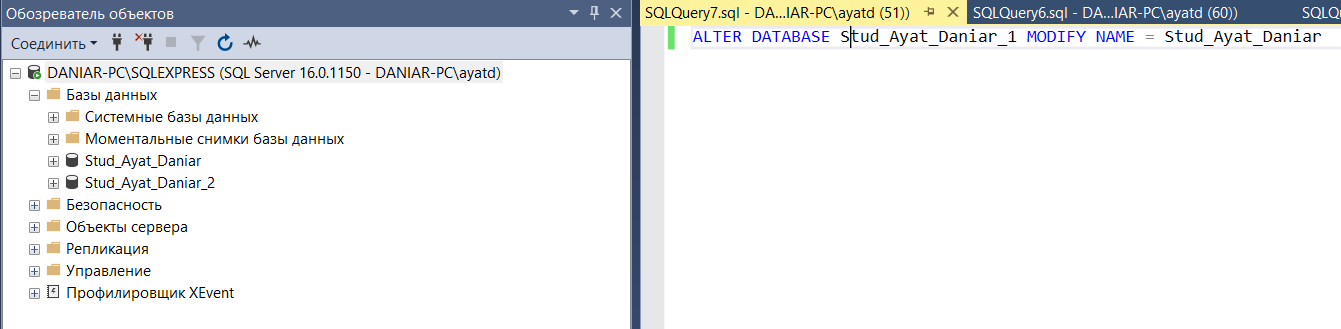 Обозреватель объектов
Соединить
DANIAR-PC\SQLEXPRESS (SQL Server 16.0.1150 - DANIAR-PC\ayatd)
Базы данных
Системные базы данных
Моментальные снимки базы данных
Stud_Ayat_Daniar
Stud_Ayat_Daniar_2
Безопасность
Объекты сервера
Репликация
Управление
Профилировщик XEvent
SQLQuery7.sql - DA...IAR-PC\ayatd (51))
SQLQuery6.sql - DA...IAR-PC\ayatd (60))
SQLQ
ALTER DATABASE Stud_Ayat_Daniar_1 MODIFY NAME = Stud_Ayat_Daniar